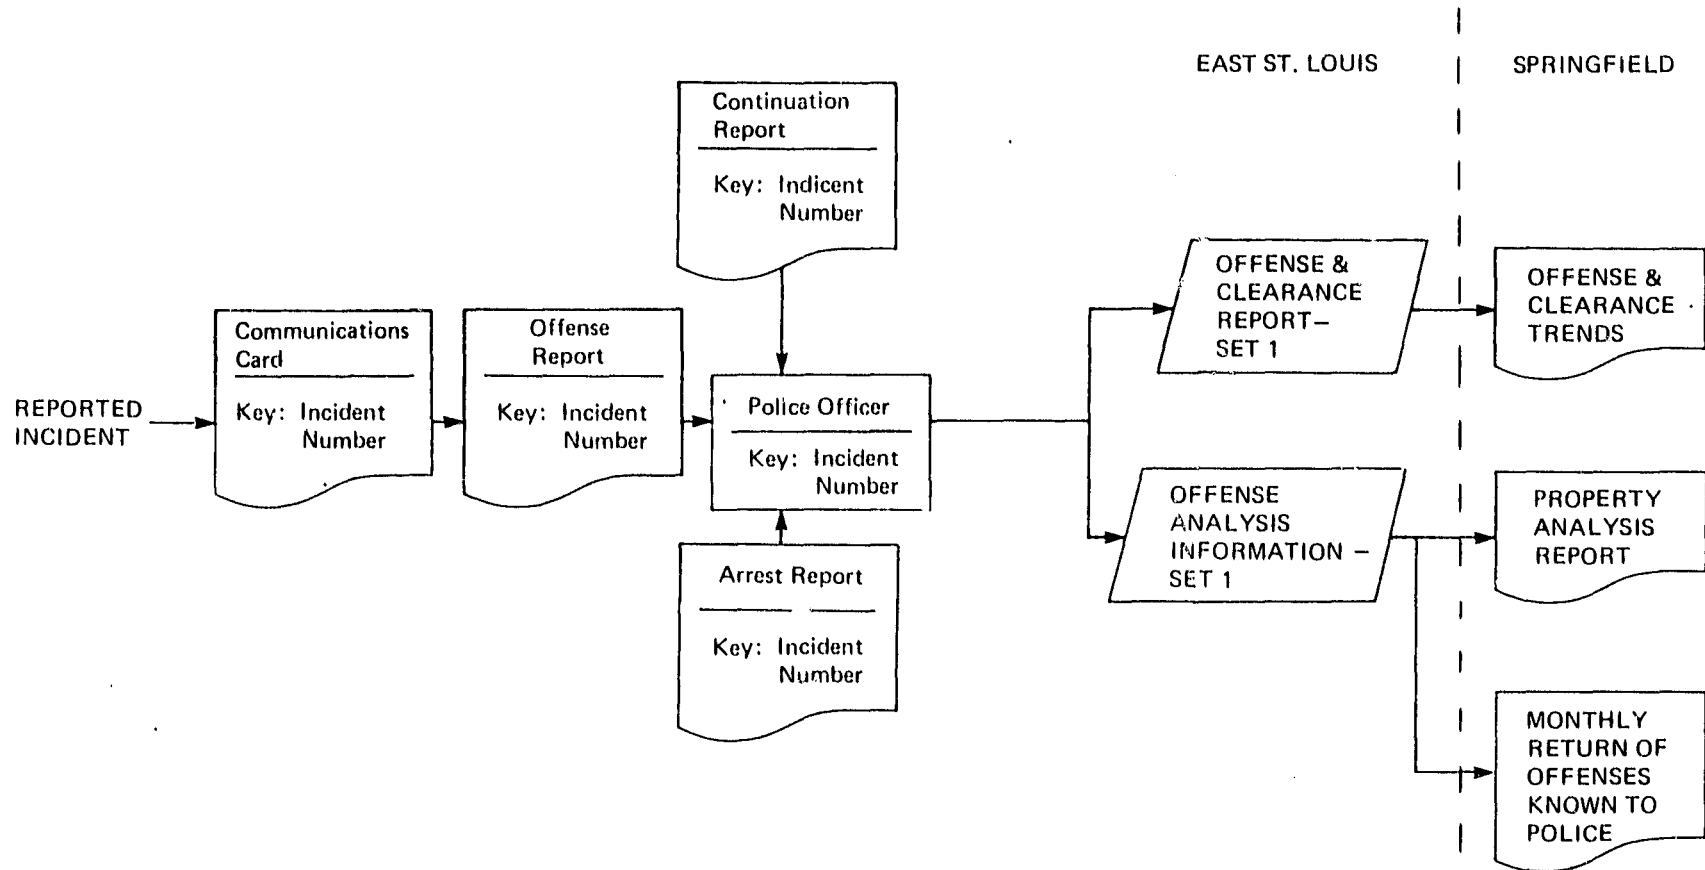 EAST ST. LOUIS
SPRINGFIELD
Continuation
Report
Key: Indicent
Number
REPORTED
INCIDENT
Communications
Card
Key: Incident
Number
Offense
Report
Key: Incident
Number
Police Officer
Key: Incident
Number
Arrest Report
Key: Incident
Number
OFFENSE &
CLEARANCE
REPORT–
SET 1
OFFENSE &
CLEARANCE
TRENDS
OFFENSE
ANALYSIS
INFORMATION –
SET 1
PROPERTY
ANALYSIS
REPORT
MONTHLY
RETURN OF
OFFENSES
KNOWN TO
POLICE